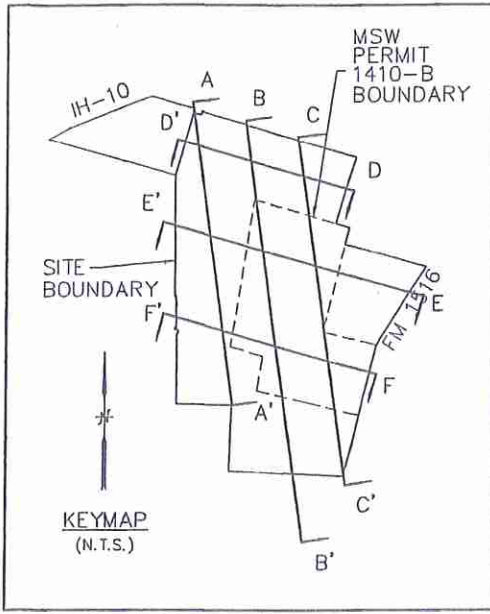 MSW
PERMIT
1410-B
BOUNDARY
IH-10
A
B
C
D'
D
E'
SITE
BOUNDARY
FM 1516
E
F'
F
A'
C'
KEYMAP
(N.T.S.)
B'